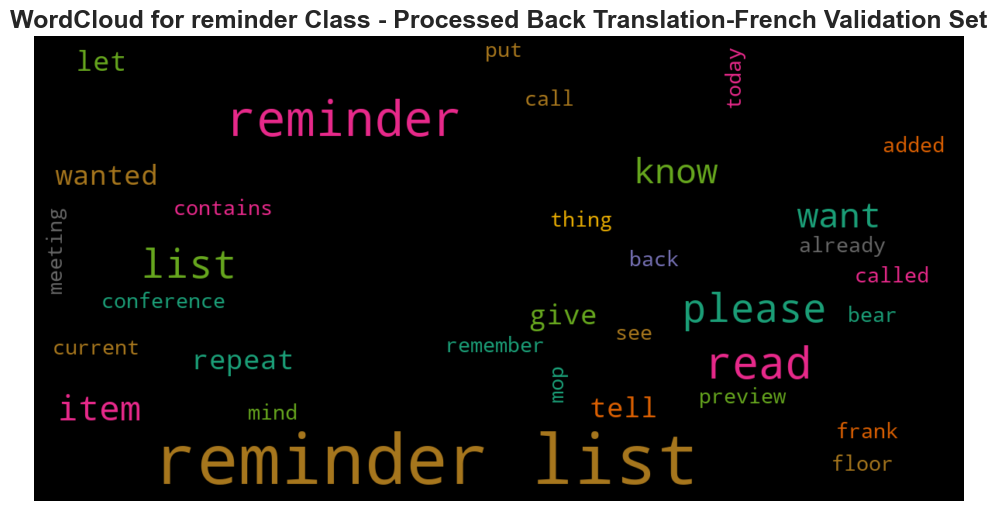 WordCloud for reminder Class - Processed Back Translation-French Validation Set
let
put
today
call
reminder
added
wanted
know
contains
want
thing
meeting
already
list
back
called
conference
please
give
bear
see
remember
current
repeat
read
mop
preview
item
mind
tell
frank
reminder list
floor